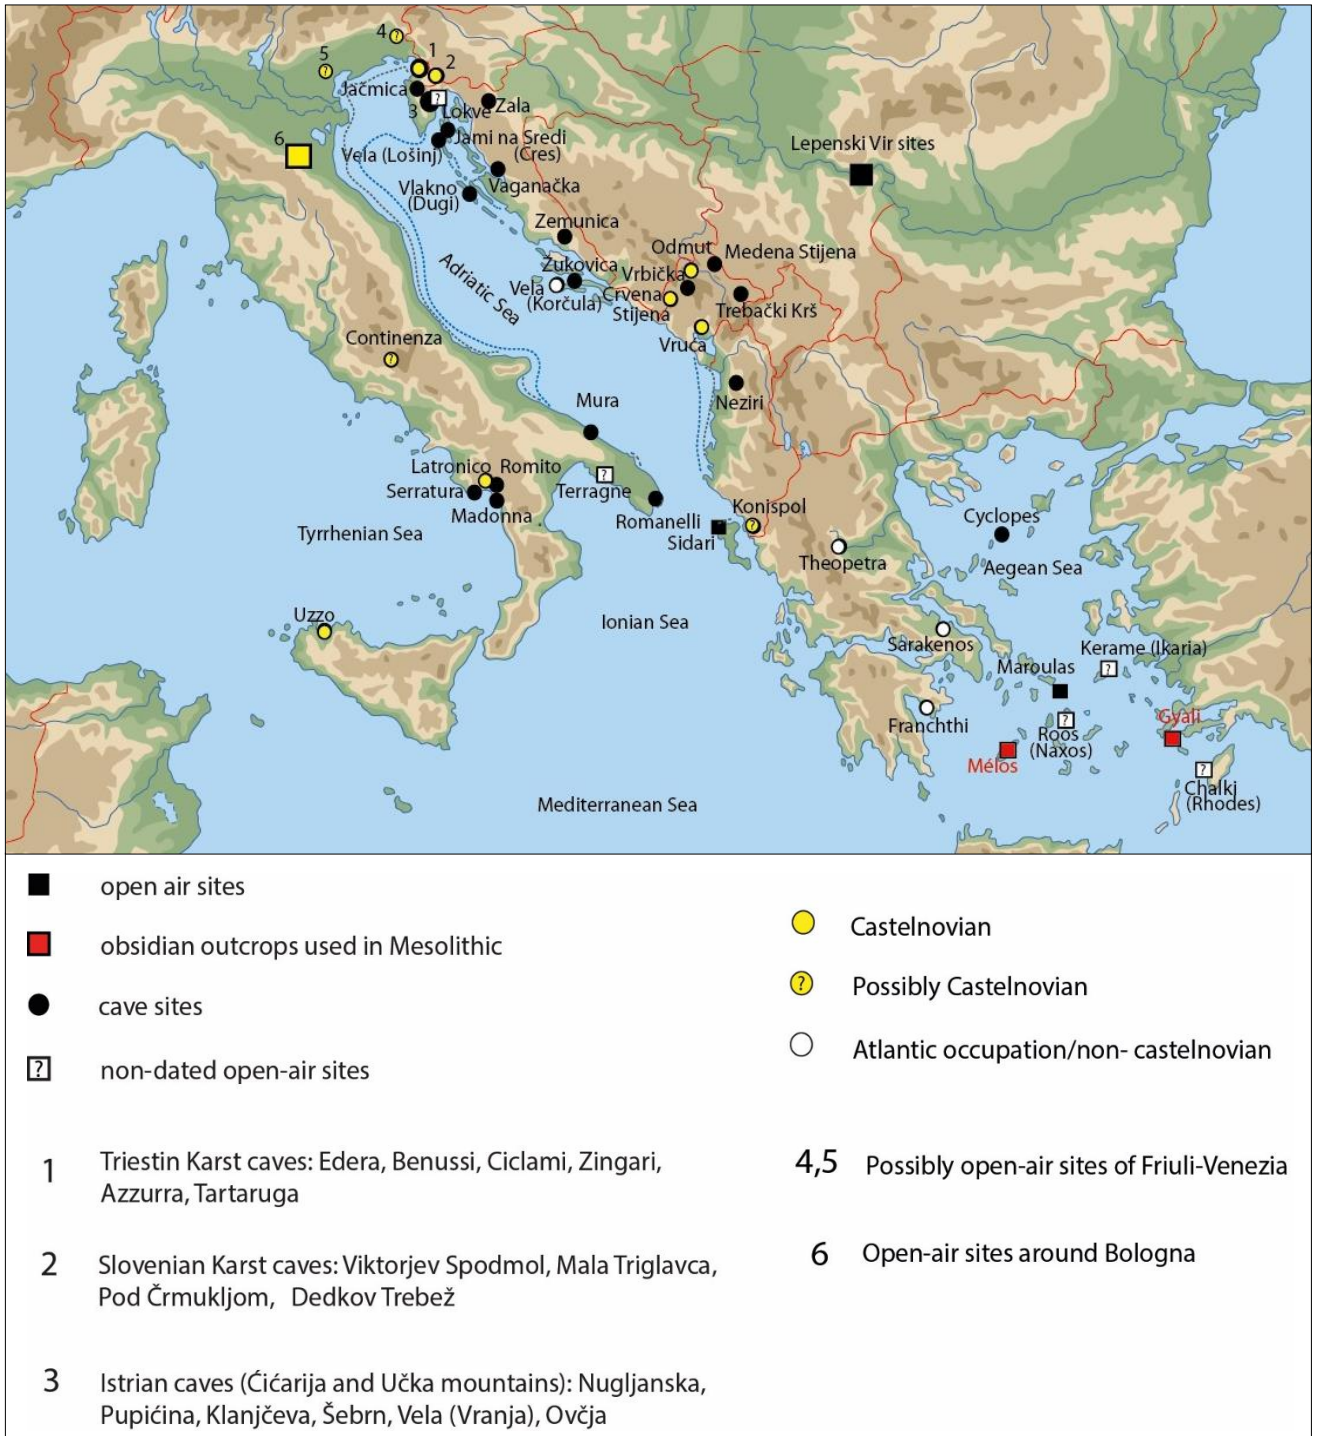 4
?
1
5
?
2
Jačmica
?
3
Lokve
Zala
6
Jami na Sredi
(Cres)
Vela (Lošinj)
Lepenski Vir sites
Vlakno
(Dugi)
Vaganačka
Zemunica
Odmut
Medena Stijena
Adriatic Sea
Žukovica
Vrbička
Vela
(Korčula)
Crvena
Stijena
Trebački Krš
Continenza
?
Vruća
Neziri
Mura
Latronico
Romito
?
Serratura
Terragne
Madonna
Romanelli
Konispol
?
Sidari
Cyclopes
Tyrrhenian Sea
Theopetra
Aegean Sea
Uzzo
Ionian Sea
Sarakenos
Kerame (Ikaria)
?
Maroulas
Franchthi
?
Roos
(Naxos)
Gyali
Mélos
?
Chalki
(Rhodes)
Mediterranean Sea
open air sites
obsidian outcrops used in Mesolithic
cave sites
? non-dated open-air sites
Castelnovian
? Possibly Castelnovian
Atlantic occupation/non- castelnovian
1 Triestin Karst caves: Edera, Benussi, Ciclami, Zingari,
Azzurra, Tartaruga
2 Slovenian Karst caves: Viktorjev Spodmol, Mala Triglavca,
Pod Črmukljom, Dedkov Trebež
3 Istrian caves (Ćićarija and Učka mountains): Nugljanska,
Pupićina, Klanjčeva, Šebrn, Vela (Vranja), Ovčja
4,5 Possibly open-air sites of Friuli-Venezia
6 Open-air sites around Bologna